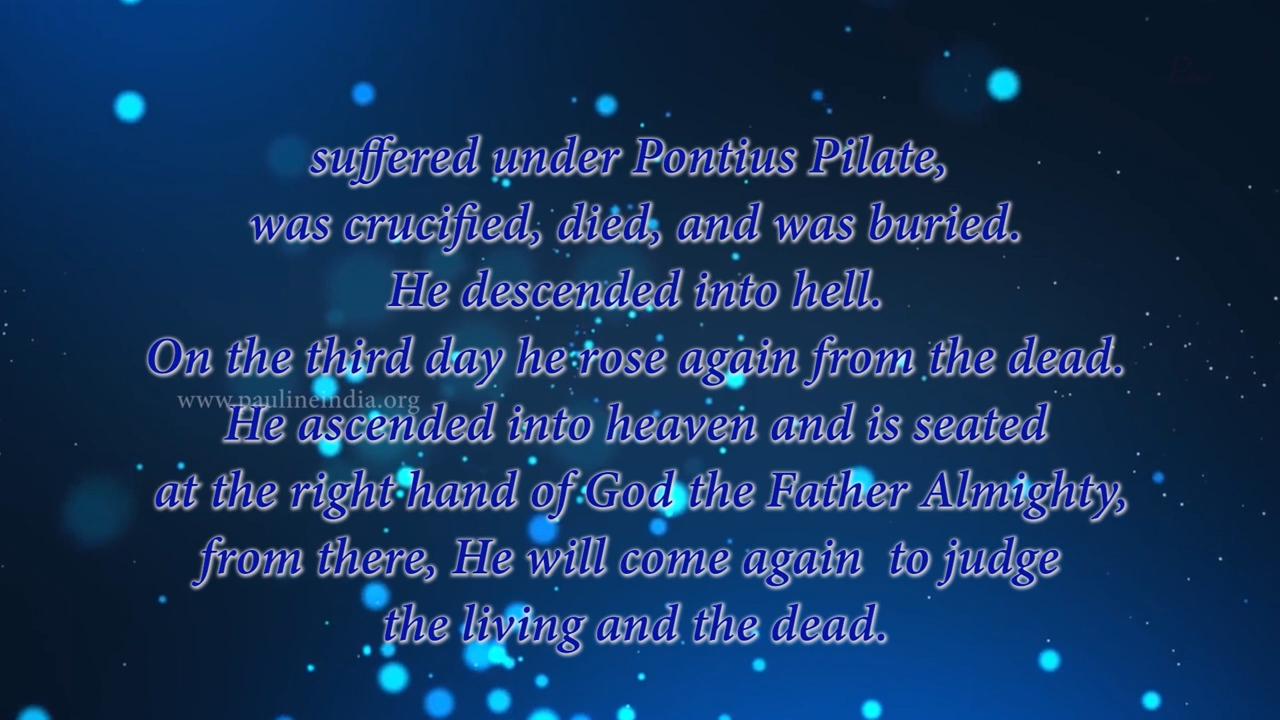 suffered under Pontius Pilate,
was crucified, died, and was buried.
He descended into hell.
On the third day he rose again from the dead.
www.paulineindia.org
He ascended into heaven and is seated
at the right hand of God the Father Almighty,
from there, He will come again  to judge
the living and the dead.